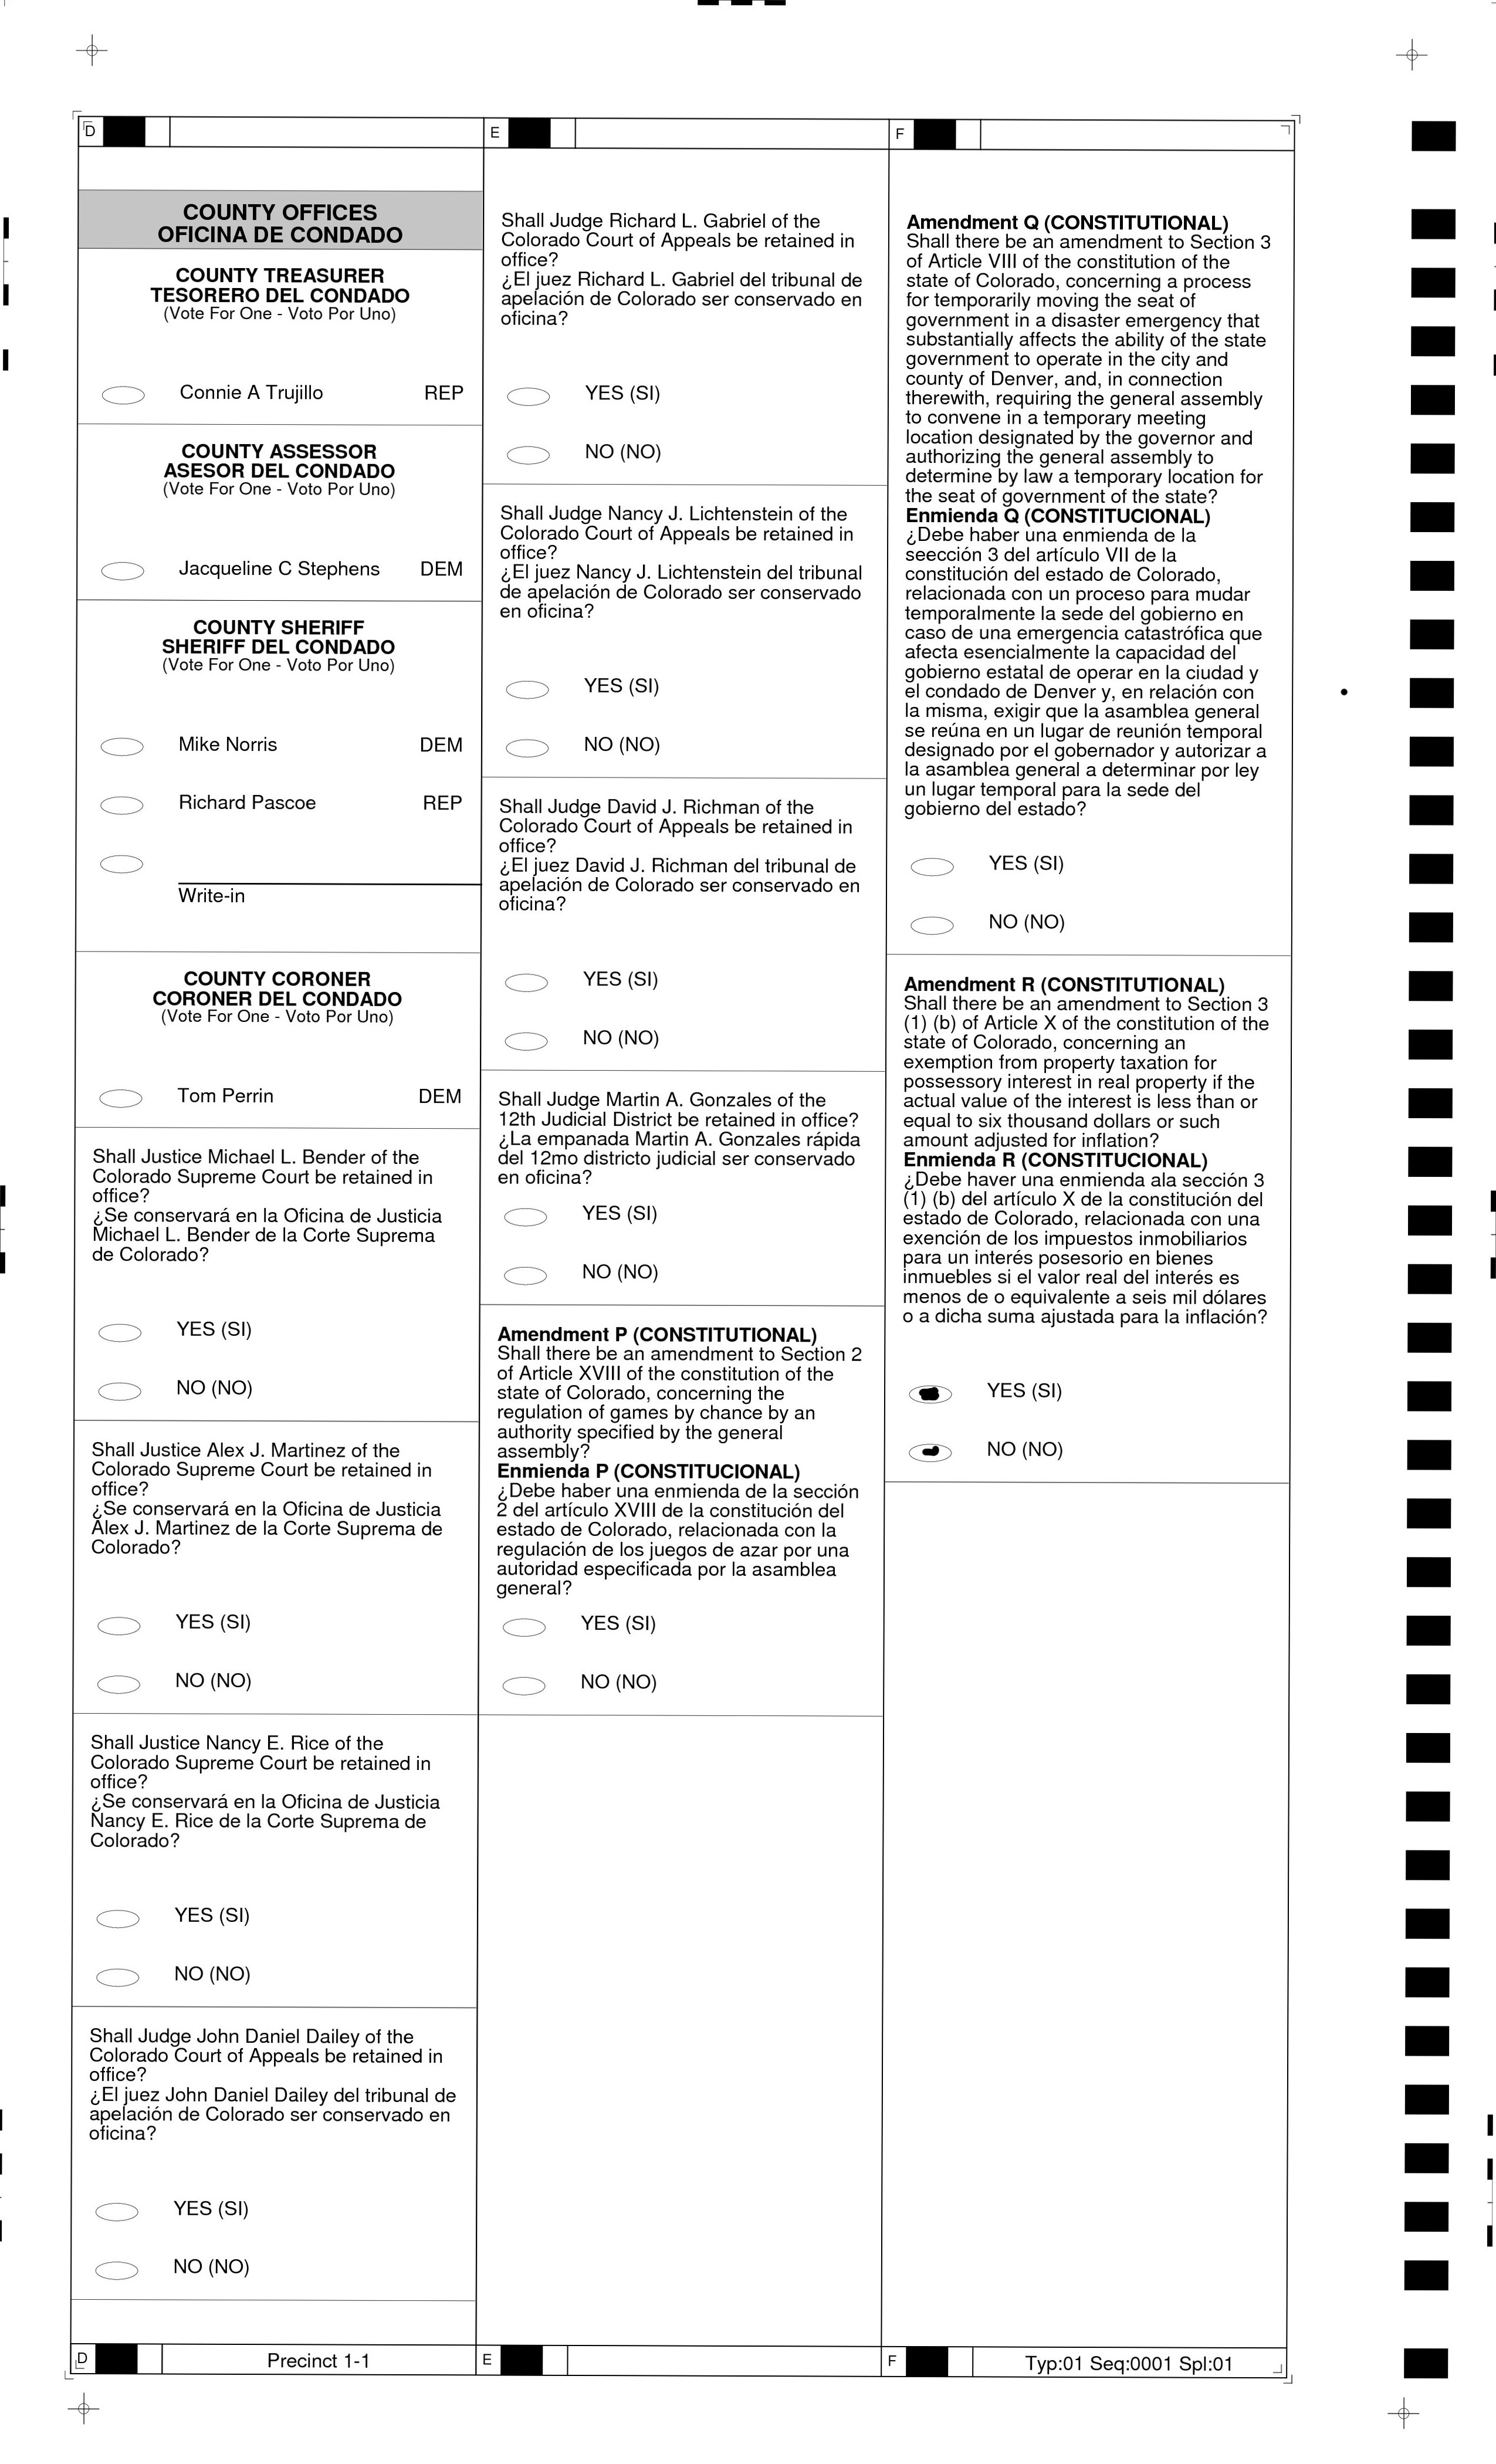 D
COUNTY OFFICES
OFICINA DE CONDADO
COUNTY TREASURER
TESORERO DEL CONDADO
(Vote For One - Voto Por Uno)
Connie A Trujillo REP
COUNTY ASSESSOR
ASESOR DEL CONDADO
(Vote For One - Voto Por Uno)
Jacqueline C Stephens DEM
COUNTY SHERIFF
SHERIFF DEL CONDADO
(Vote For One - Voto Por Uno)
Mike Norris DEM
Richard Pascoe REP
Write-in
COUNTY CORONER
CORONER DEL CONDADO
(Vote For One - Voto Por Uno)
Tom Perrin DEM
Shall Justice Michael L. Bender of the
Colorado Supreme Court be retained in
office?
¿Se conservará en la Oficina de Justicia
Michael L. Bender de la Corte Suprema
de Colorado?
YES (SI)
NO (NO)
Shall Justice Alex J. Martinez of the
Colorado Supreme Court be retained in
office?
¿Se conservará en la Oficina de Justicia
Alex J. Martinez de la Corte Suprema de
Colorado?
YES (SI)
NO (NO)
Shall Justice Nancy E. Rice of the
Colorado Supreme Court be retained in
office?
¿Se conservará en la Oficina de Justicia
Nancy E. Rice de la Corte Suprema de
Colorado?
YES (SI)
NO (NO)
Shall Judge John Daniel Dailey of the
Colorado Court of Appeals be retained in
office?
¿El juez John Daniel Dailey del tribunal de
apelación de Colorado ser conservado en
oficina?
YES (SI)
NO (NO)
D Precinct 1-1
E
Shall Judge Richard L. Gabriel of the
Colorado Court of Appeals be retained in
office?
¿El juez Richard L. Gabriel del tribunal de
apelación de Colorado ser conservado en
oficina?
YES (SI)
NO (NO)
Shall Judge Nancy J. Lichtenstein of the
Colorado Court of Appeals be retained in
office?
¿El juez Nancy J. Lichtenstein del tribunal
de apelación de Colorado ser conservado
en oficina?
YES (SI)
NO (NO)
Shall Judge David J. Richman of the
Colorado Court of Appeals be retained in
office?
¿El juez David J. Richman del tribunal de
apelación de Colorado ser conservado en
oficina?
YES (SI)
NO (NO)
Shall Judge Martin A. Gonzales of the
12th Judicial District be retained in office?
¿La empanada Martin A. Gonzales rápida
del 12mo districto judicial ser conservado
en oficina?
YES (SI)
NO (NO)
Amendment P (CONSTITUTIONAL)
Shall there be an amendment to Section 2
of Article XVIII of the constitution of the
state of Colorado, concerning the
regulation of games by chance by an
authority specified by the general
assembly?
Enmienda P (CONSTITUCIONAL)
¿Debe haber una enmienda de la sección
2 del artículo XVIII de la constitución del
estado de Colorado, relacionada con la
regulación de los juegos de azar por una
autoridad especificada por la asamblea
general?
YES (SI)
NO (NO)
E
F
Amendment Q (CONSTITUTIONAL)
Shall there be an amendment to Section 3
of Article VIII of the constitution of the
state of Colorado, concerning a process
for temporarily moving the seat of
government in a disaster emergency that
substantially affects the ability of the state
government to operate in the city and
county of Denver, and, in connection
therewith, requiring the general assembly
to convene in a temporary meeting
location designated by the governor and
authorizing the general assembly to
determine by law a temporary location for
the seat of government of the state?
Enmienda Q (CONSTITUCIONAL)
¿Debe haber una enmienda de la
seección 3 del artículo VII de la
constitución del estado de Colorado,
relacionada con un proceso para mudar
temporalmente la sede del gobierno en
caso de una emergencia catastrófica que
afecta esencialmente la capacidad del
gobierno estatal de operar en la ciudad y
el condado de Denver y, en relación con
la misma, exigir que la asamblea general
se reúna en un lugar de reunión temporal
designado por el gobernador y autorizar a
la asamblea general a determinar por ley
un lugar temporal para la sede del
gobierno del estado?
YES (SI)
NO (NO)
Amendment R (CONSTITUTIONAL)
Shall there be an amendment to Section 3
(1) (b) of Article X of the constitution of the
state of Colorado, concerning an
exemption from property taxation for
possessory interest in real property if the
actual value of the interest is less than or
equal to six thousand dollars or such
amount adjusted for inflation?
Enmienda R (CONSTITUCIONAL)
¿Debe haver una enmienda ala sección 3
(1) (b) del artículo X de la constitución del
estado de Colorado, relacionada con una
exención de los impuestos inmobiliarios
para un interés posesorio en bienes
inmuebles si el valor real del interés es
menos de o equivalente a seis mil dólares
o a dicha suma ajustada para la inflación?
YES (SI)
NO (NO)
F Typ:01 Seq:0001 Spl:01